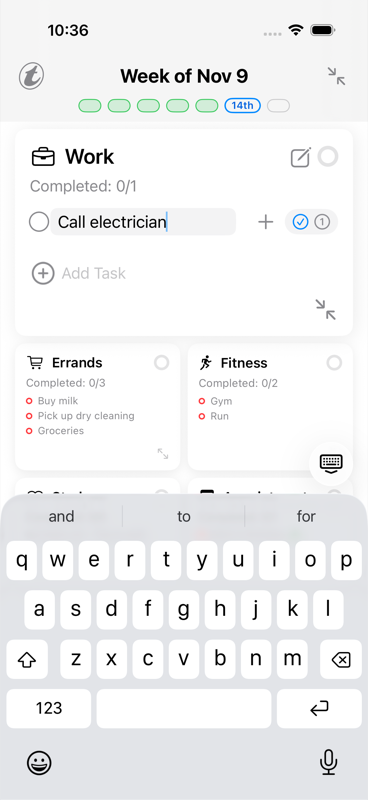 10:36
t
Week of Nov 9
14th
Work
Completed: 0/1
Call electrician
1
Add Task
Errands
Completed: 0/3
Buy milk
Pick up dry cleaning
Groceries
Fitness
Completed: 0/2
Gym
Run
and to for
q w e r t y u i o p
a s d f g h j k l
z x c v b n m
123